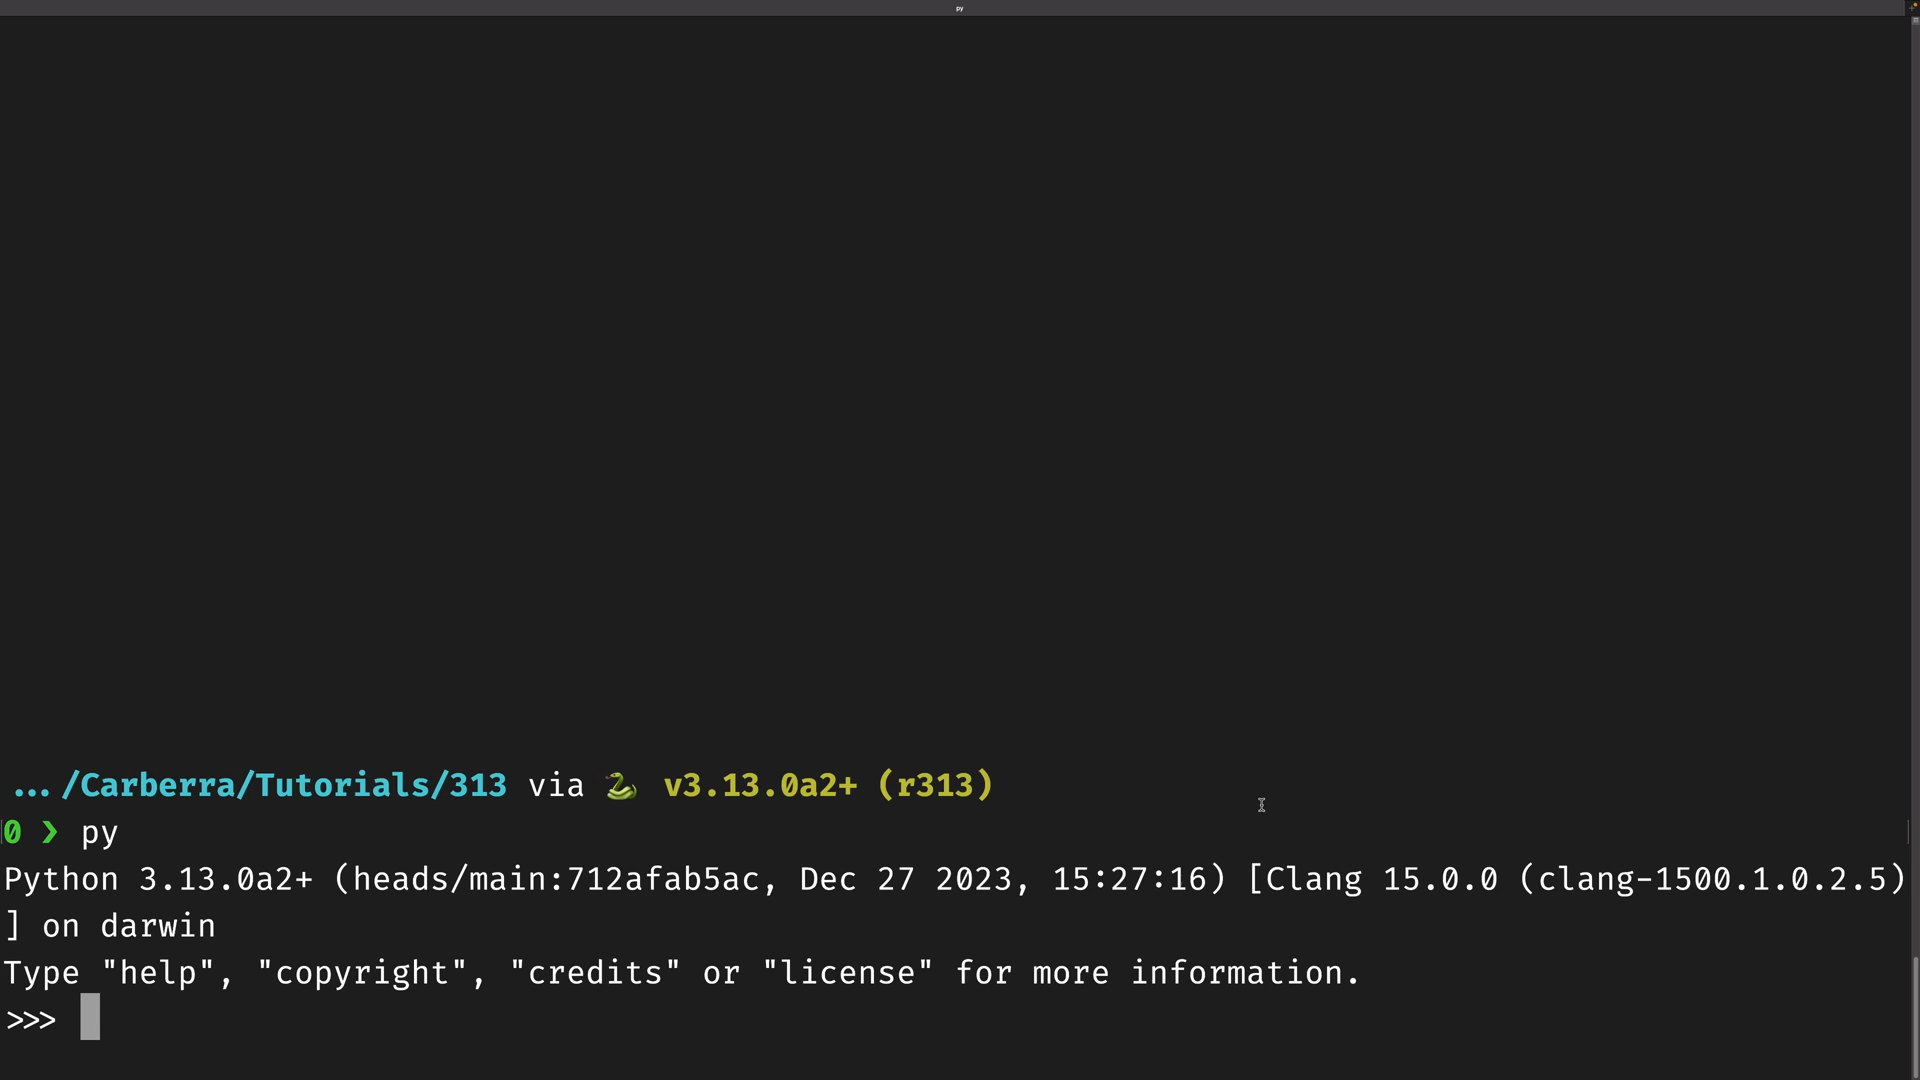 py
.../Carberra/Tutorials/313 via 🐍 v3.13.0a2+ (r313)
0 ❯ py
Python 3.13.0a2+ (heads/main:712afab5ac, Dec 27 2023, 15:27:16) [Clang 15.0.0 (clang-1500.1.0.2.5)
] on darwin
Type "help", "copyright", "credits" or "license" for more information.
>>>